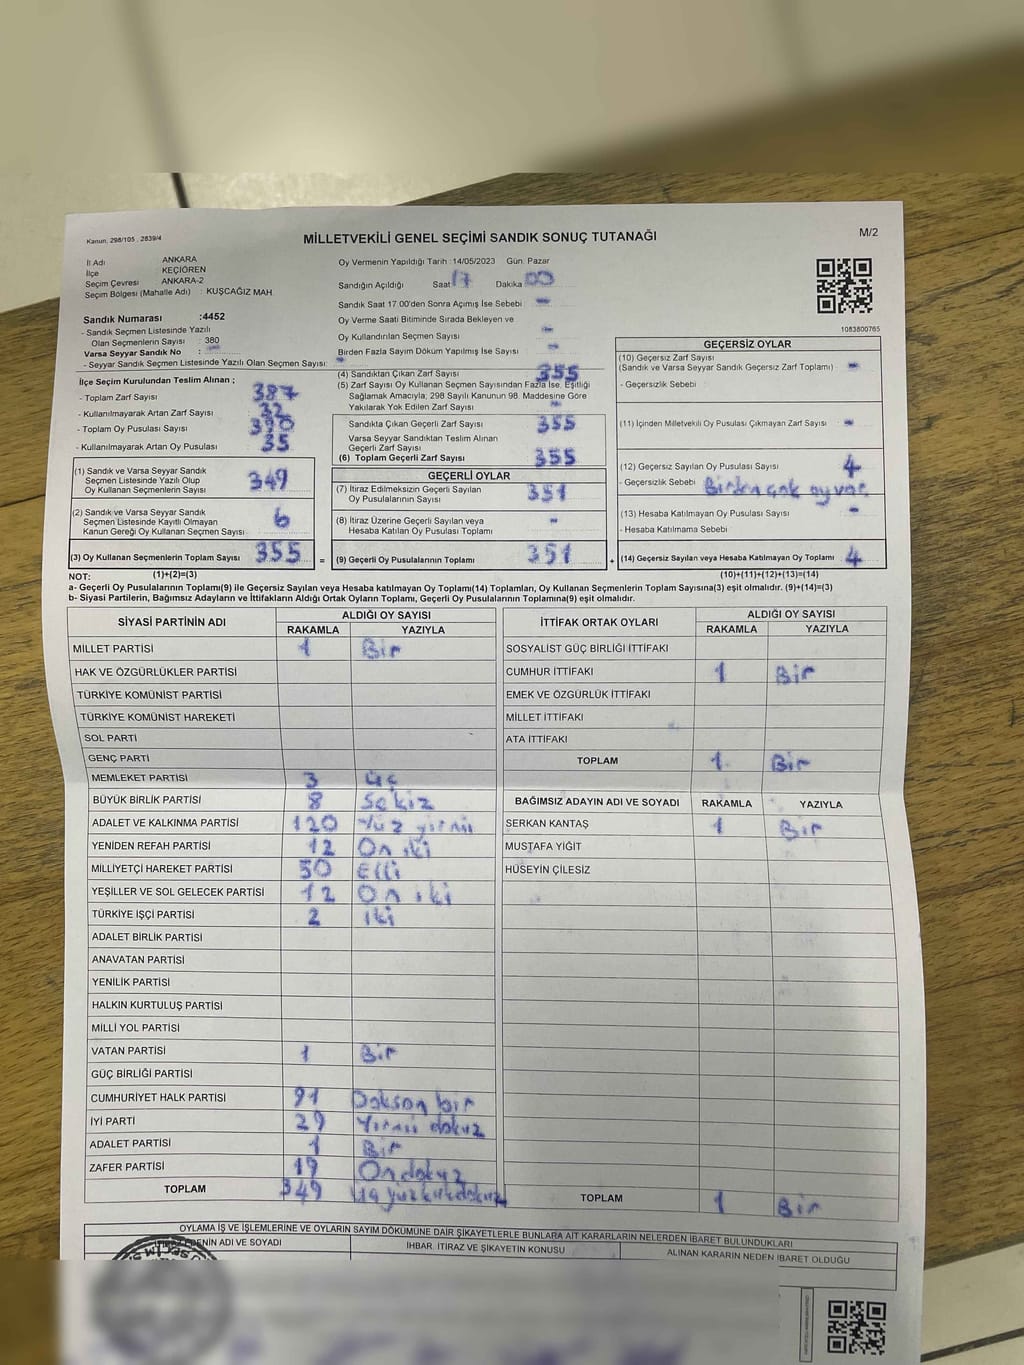 Kanun, 298/105 , 2839/4
MİLLETVEKİLİ GENEL SEÇİMİ SANDIK SONUÇ TUTANAĞI
M/2
İl Adı ANKARA
İlçe KEÇİÖREN
Seçim Çevresi ANKARA-2
Seçim Bölgesi (Mahalle Adı) : KUŞCAĞIZ MAH.
Sandık Numarası :4452
- Sandık Seçmen Listesinde Yazılı
Olan Seçmenlerin Sayısı : 380
Varsa Seyyar Sandık No : -
- Seyyar Sandık Seçmen Listesinde Yazılı Olan Seçmen Sayısı: -
İlçe Seçim Kurulundan Teslim Alınan ;
- Toplam Zarf Sayısı 387
- Kullanılmayarak Artan Zarf Sayısı 32
- Toplam Oy Pusulası Sayısı 390
- Kullanılmayarak Artan Oy Pusulası 35
(1) Sandık ve Varsa Seyyar Sandık
Seçmen Listesinde Yazılı Olup
Oy Kullanan Seçmenlerin Sayısı 349
(2) Sandık ve Varsa Seyyar Sandık
Seçmen Listesinde Kayıtlı Olmayan
Kanun Gereği Oy Kullanan Seçmen Sayısı 6
(3) Oy Kullanan Seçmenlerin Toplam Sayısı 355 =
Oy Vermenin Yapıldığı Tarih :14/05/2023 Gün. Pazar
Sandığın Açıldığı Saat 17 Dakika 00
Sandık Saat 17.00'den Sonra Açımış İse Sebebi -
Oy Verme Saati Bitiminde Sırada Bekleyen ve
Oy Kullandırılan Seçmen Sayısı -
Birden Fazla Sayım Döküm Yapılmış İse Sayısı -
(4) Sandıktan Çıkan Zarf Sayısı 355
(5) Zarf Sayısı Oy Kullanan Seçmen Sayısından Fazla İse, Eşitliği
Sağlamak Amacıyla; 298 Sayılı Kanunun 98. Maddesine Göre
Yakılarak Yok Edilen Zarf Sayısı -
Sandıkta Çıkan Geçerli Zarf Sayısı 355
Varsa Seyyar Sandıktan Teslim Alınan
Geçerli Zarf Sayısı
(6) Toplam Geçerli Zarf Sayısı 355
GEÇERLİ OYLAR
(7) İtiraz Edilmeksizin Geçerli Sayılan
Oy Pusulalarının Sayısı 351
(8) İtiraz Üzerine Geçerli Sayılan veya
Hesaba Katılan Oy Pusulası Toplamı -
(9) Geçerli Oy Pusulalarının Toplamı 351 +
1083800765
GEÇERSİZ OYLAR
(10) Geçersiz Zarf Sayısı
(Sandık ve Varsa Seyyar Sandık Geçersiz Zarf Toplamı) -
- Geçersizlik Sebebi
(11) İçinden Milletvekili Oy Pusulası Çıkmayan Zarf Sayısı -
(12) Geçersiz Sayılan Oy Pusulası Sayısı 4
- Geçersizlik Sebebi Birden çok oy var
(13) Hesaba Katılmayan Oy Pusulası Sayısı -
- Hesaba Katılmama Sebebi
(14) Geçersiz Sayılan veya Hesaba Katılmayan Oy Pusulası Toplamı 4
NOT: (1)+(2)=(3) (10)+(11)+(12)+(13)=(14)
a- Geçerli Oy Pusulaları Toplamı(9) ile Geçersiz Sayılan veya Hesaba katılmayan Oy Toplamı(14) Toplamları, Oy Kullanan Seçmenlerin Toplam Sayısına(3) eşit olmalıdır. (9)+(14)=(3)
b- Siyasi Partilerin, Bağımsız Adayların ve İttifakların Aldığı Ortak Oyların Toplamı, Geçerli Oy Pusulalarının Toplamına(9) eşit olmalıdır.
SİYASİ PARTİNİN ADI ALDIĞI OY SAYISI
RAKAMLA YAZIYLA
MİLLET PARTİSİ 1 Bir
HAK VE ÖZGÜRLÜKLER PARTİSİ
TÜRKİYE KOMÜNİST PARTİSİ
TÜRKİYE KOMÜNİST HAREKETİ
SOL PARTİ
GENÇ PARTİ
MEMLEKET PARTİSİ 3 üç
BÜYÜK BİRLİK PARTİSİ 8 sekiz
ADALET VE KALKINMA PARTİSİ 120 Yüz yirmi
YENİDEN REFAH PARTİSİ 12 On iki
MİLLİYETÇİ HAREKET PARTİSİ 50 Elli
YEŞİLLER VE SOL GELECEK PARTİSİ 12 On iki
TÜRKİYE İŞÇİ PARTİSİ 2 iki
ADALET BİRLİK PARTİSİ
ANAVATAN PARTİSİ
YENİLİK PARTİSİ
HALKIN KURTULUŞ PARTİSİ
MİLLİ YOL PARTİSİ
VATAN PARTİSİ 1 Bir
GÜÇ BİRLİĞİ PARTİSİ
CUMHURİYET HALK PARTİSİ 91 Doksan bir
İYİ PARTİ 29 Yirmi dokuz
ADALET PARTİSİ 1 Bir
ZAFER PARTİSİ 19 On dokuz
TOPLAM 349 üç yüz kırk dokuz
İTTİFAK ORTAK OYLARI ALDIĞI OY SAYISI
RAKAMLA YAZIYLA
SOSYALİST GÜÇ BİRLİĞİ İTTİFAKI
CUMHUR İTTİFAKI 1 Bir
EMEK VE ÖZGÜRLÜK İTTİFAKI
MİLLET İTTİFAKI
ATA İTTİFAKI
TOPLAM 1 Bir
BAĞIMSIZ ADAYIN ADI VE SOYADI RAKAMLA YAZIYLA
SERKAN KANTAŞ 1 Bir
MUSTAFA YİĞİT
HÜSEYİN ÇİLESİZ
TOPLAM 1 Bir
OYLAMA İŞ VE İŞLEMLERİNE VE OYLARIN SAYIM DÖKÜMÜNE DAİR ŞİKAYETLERLE BUNLARA AİT KARARLARIN NELERDEN İBARET BULUNDUKLARI
ADI VE SOYADI İHBAR, İTİRAZ VE ŞİKAYETİN KONUSU ALINAN KARARIN NEDEN İBARET OLDUĞU